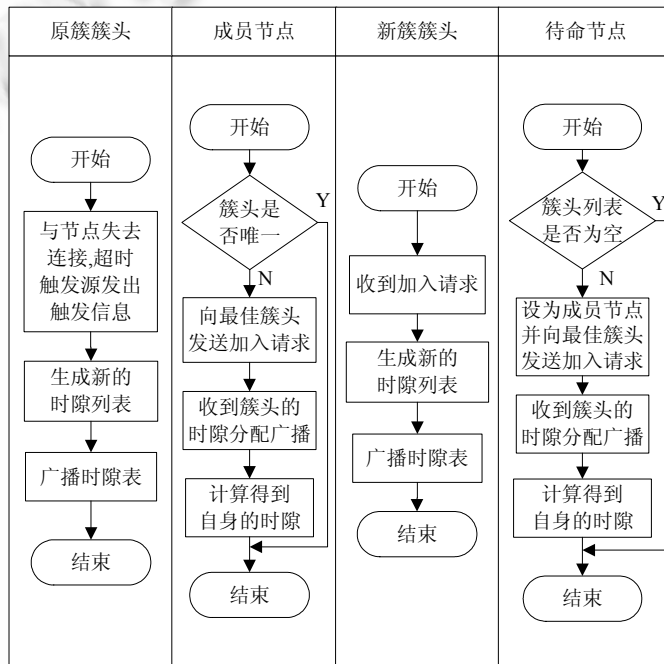 原簇簇头
成员节点
新簇簇头
待命节点
开始
与节点失去
连接,超时
触发源发出
触发信息
生成新的
时隙列表
广播时隙表
结束
开始
簇头是
否唯一
Y
N
向最佳簇头
发送加入请求
收到簇头的
时隙分配广播
计算得到
自身的时隙
结束
开始
收到加入请求
生成新的
时隙列表
广播时隙表
结束
开始
簇头列表
是否为空
Y
N
设为成员节点
并向最佳簇头
发送加入请求
收到簇头的
时隙分配广播
计算得到
自身的时隙
结束